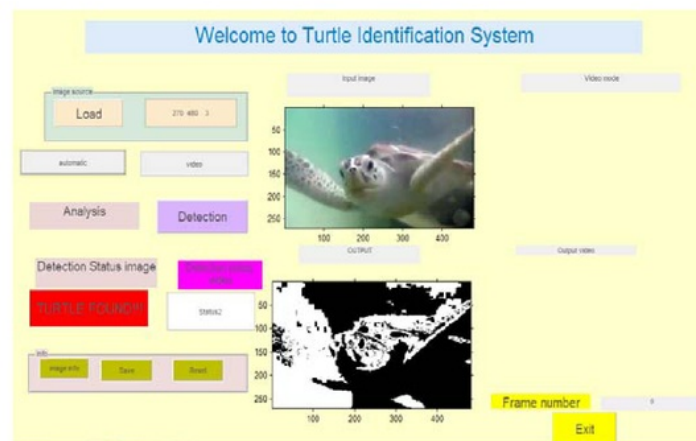 Welcome to Turtle Identification System
Image source
Load
270 480 3
Input image
Video mode
automatic
video
50
100
150
200
250
100 200 300 400
Analysis
Detection
Detection Status image
OUTPUT
Output video
TURTLE FOUND!!!
Status2
0
50
100
150
200
250
100 200 300 400
Info
Image info
Save
Reset
Frame number
Exit